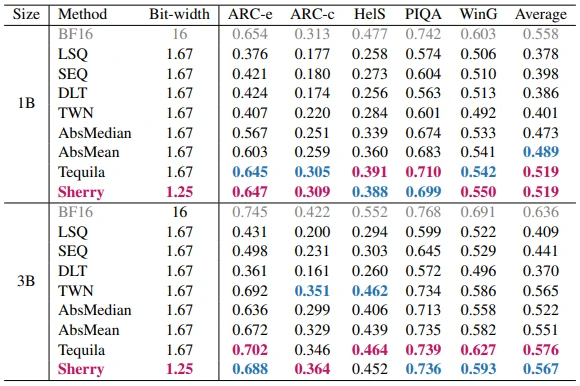 Size Method Bit-width ARC-e ARC-c HelS PIQA WinG Average
BF16 16 0.654 0.313 0.477 0.742 0.603 0.558
LSQ 1.67 0.376 0.177 0.258 0.574 0.506 0.378
SEQ 1.67 0.421 0.180 0.273 0.604 0.510 0.398
DLT 1.67 0.424 0.174 0.256 0.563 0.513 0.386
1B TWN 1.67 0.407 0.220 0.284 0.601 0.492 0.401
AbsMedian 1.67 0.567 0.251 0.339 0.674 0.533 0.473
AbsMean 1.67 0.603 0.259 0.360 0.683 0.541 0.489
Tequila 1.67 0.645 0.305 0.391 0.710 0.542 0.519
Sherry 1.25 0.647 0.309 0.388 0.699 0.550 0.519
BF16 16 0.745 0.422 0.552 0.768 0.691 0.636
LSQ 1.67 0.431 0.200 0.294 0.599 0.522 0.409
SEQ 1.67 0.498 0.231 0.303 0.645 0.529 0.441
DLT 1.67 0.361 0.161 0.260 0.572 0.496 0.370
3B TWN 1.67 0.692 0.351 0.462 0.734 0.586 0.565
AbsMedian 1.67 0.636 0.299 0.406 0.713 0.558 0.522
AbsMean 1.67 0.672 0.329 0.439 0.735 0.582 0.551
Tequila 1.67 0.702 0.346 0.464 0.739 0.627 0.576
Sherry 1.25 0.688 0.364 0.452 0.736 0.593 0.567